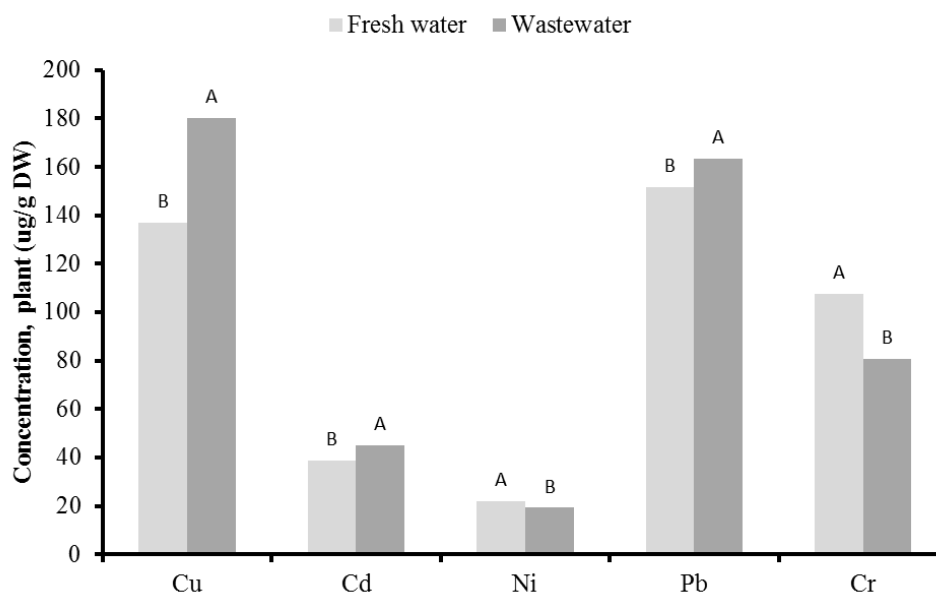 Fresh water Wastewater
Concentration, plant (ug/g DW)
200
180
160
140
120
100
80
60
40
20
0
B A B A A B B A A B
Cu Cd Ni Pb Cr